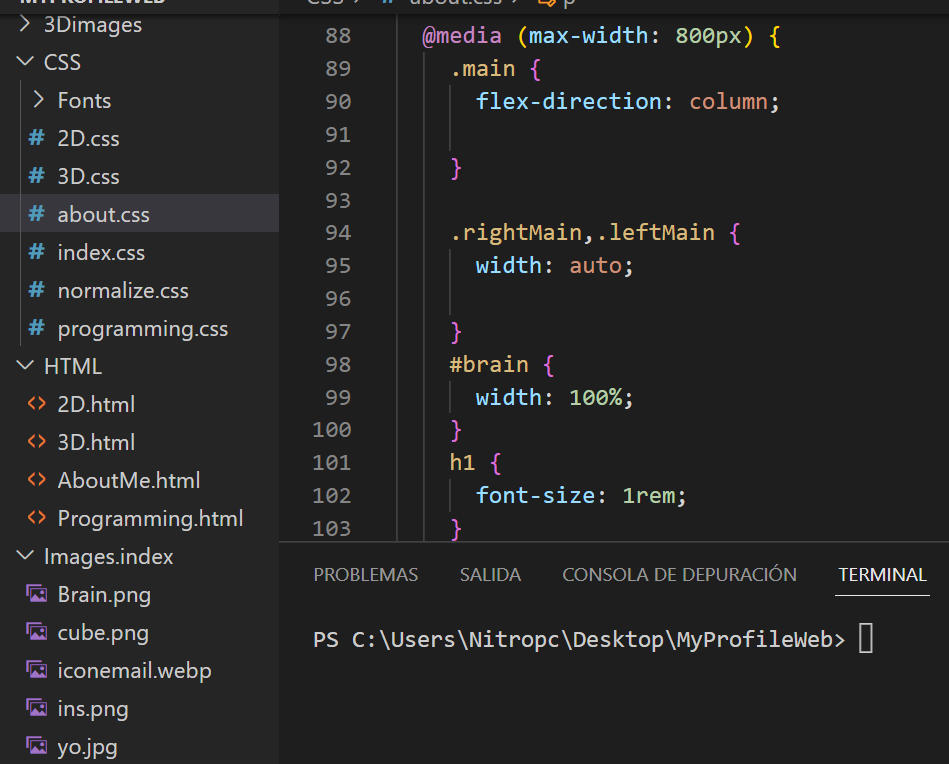 MYPROFILEWEB
3Dimages
CSS
Fonts
2D.css
3D.css
about.css
index.css
normalize.css
programming.css
HTML
2D.html
3D.html
AboutMe.html
Programming.html
Images.index
Brain.png
cube.png
iconemail.webp
ins.png
yo.jpg
CSS > # about.css > p
88 @media (max-width: 800px) {
89 .main {
90 flex-direction: column;
91
92 }
93
94 .rightMain,.leftMain {
95 width: auto;
96
97 }
98 #brain {
99 width: 100%;
100 }
101 h1 {
102 font-size: 1rem;
103 }
PROBLEMAS SALIDA CONSOLA DE DEPURACIÓN TERMINAL
PS C:\Users\Nitropc\Desktop\MyProfileWeb>